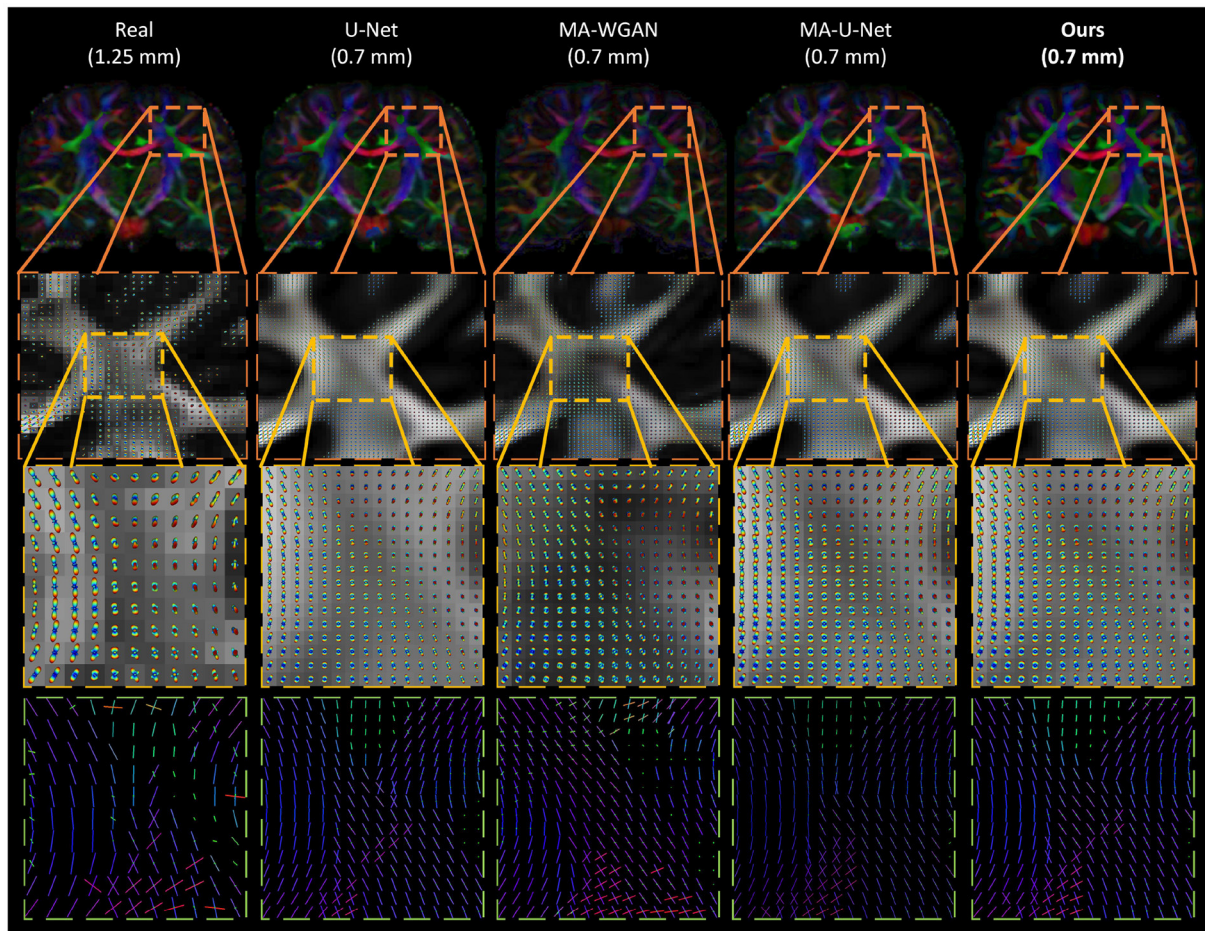 Real
(1.25 mm)
U-Net
(0.7 mm)
MA-WGAN
(0.7 mm)
MA-U-Net
(0.7 mm)
Ours
(0.7 mm)